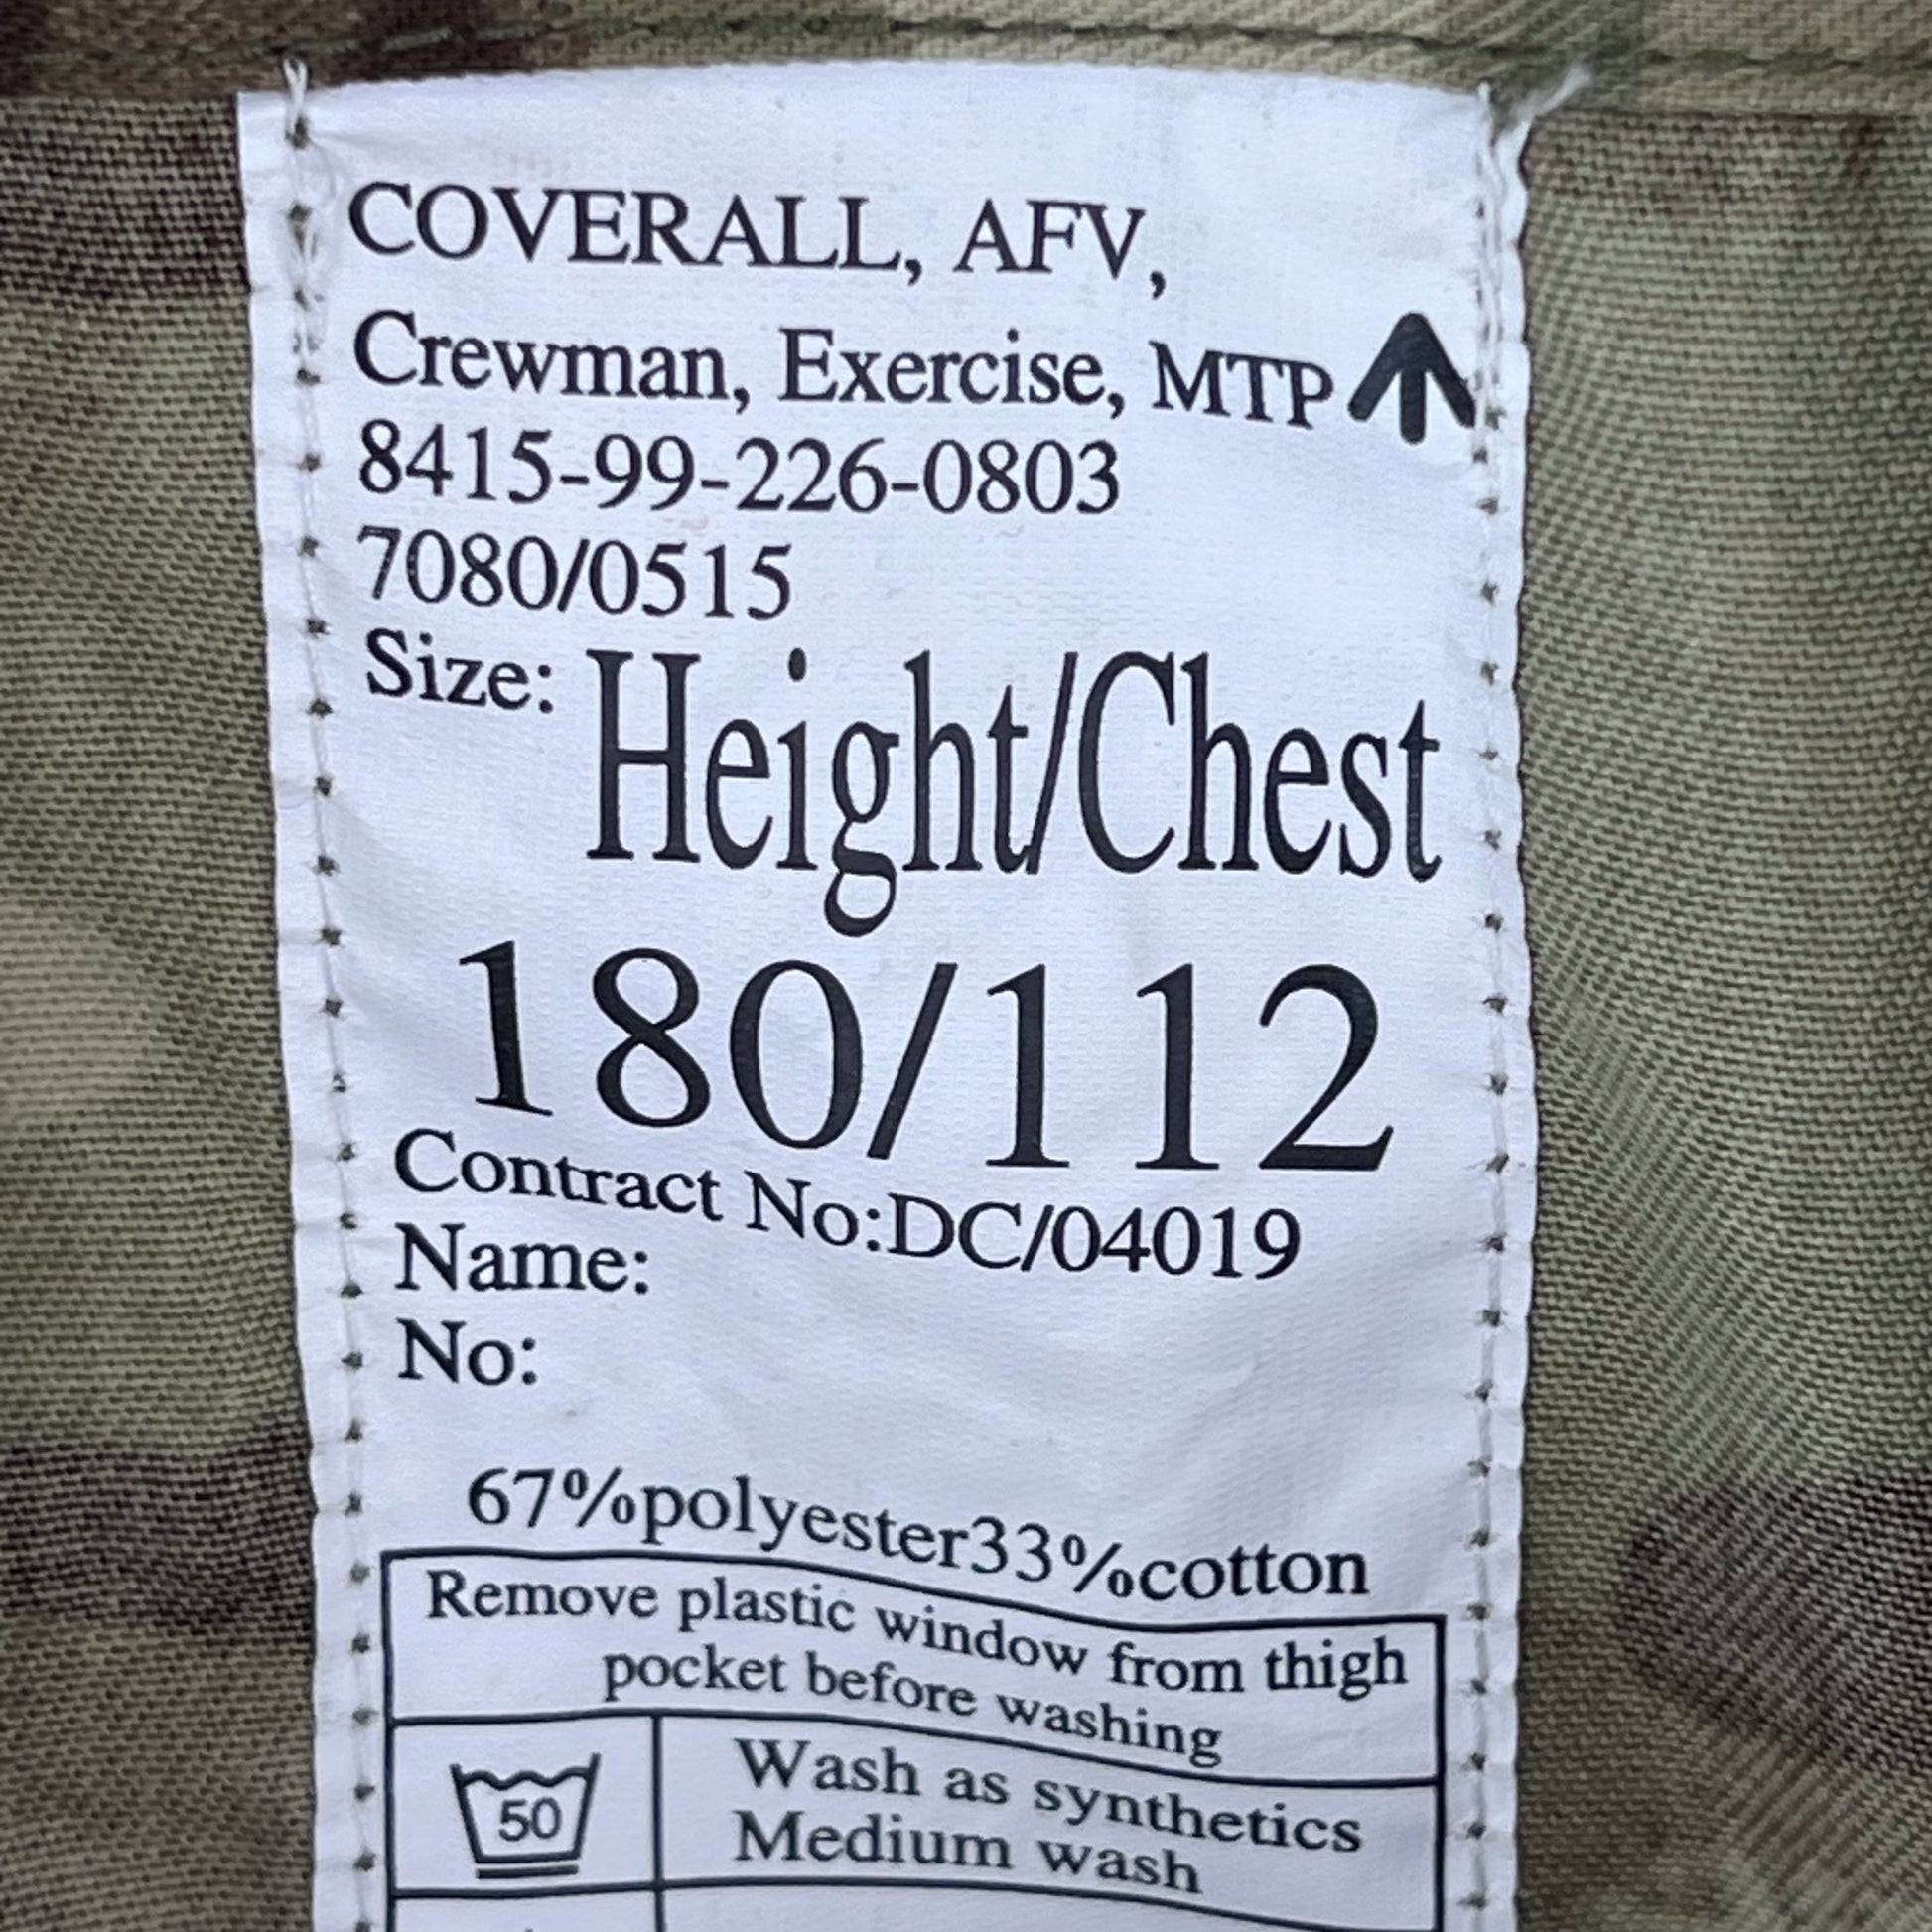 COVERALL, AFV,
Crewman, Exercise, MTP
8415-99-226-0803
7080/0515
Size: Height/Chest
180/112
Contract No:DC/04019
Name:
No:
67%polyester33%cotton
Remove plastic window from thigh
pocket before washing
50
Wash as synthetics
Medium wash